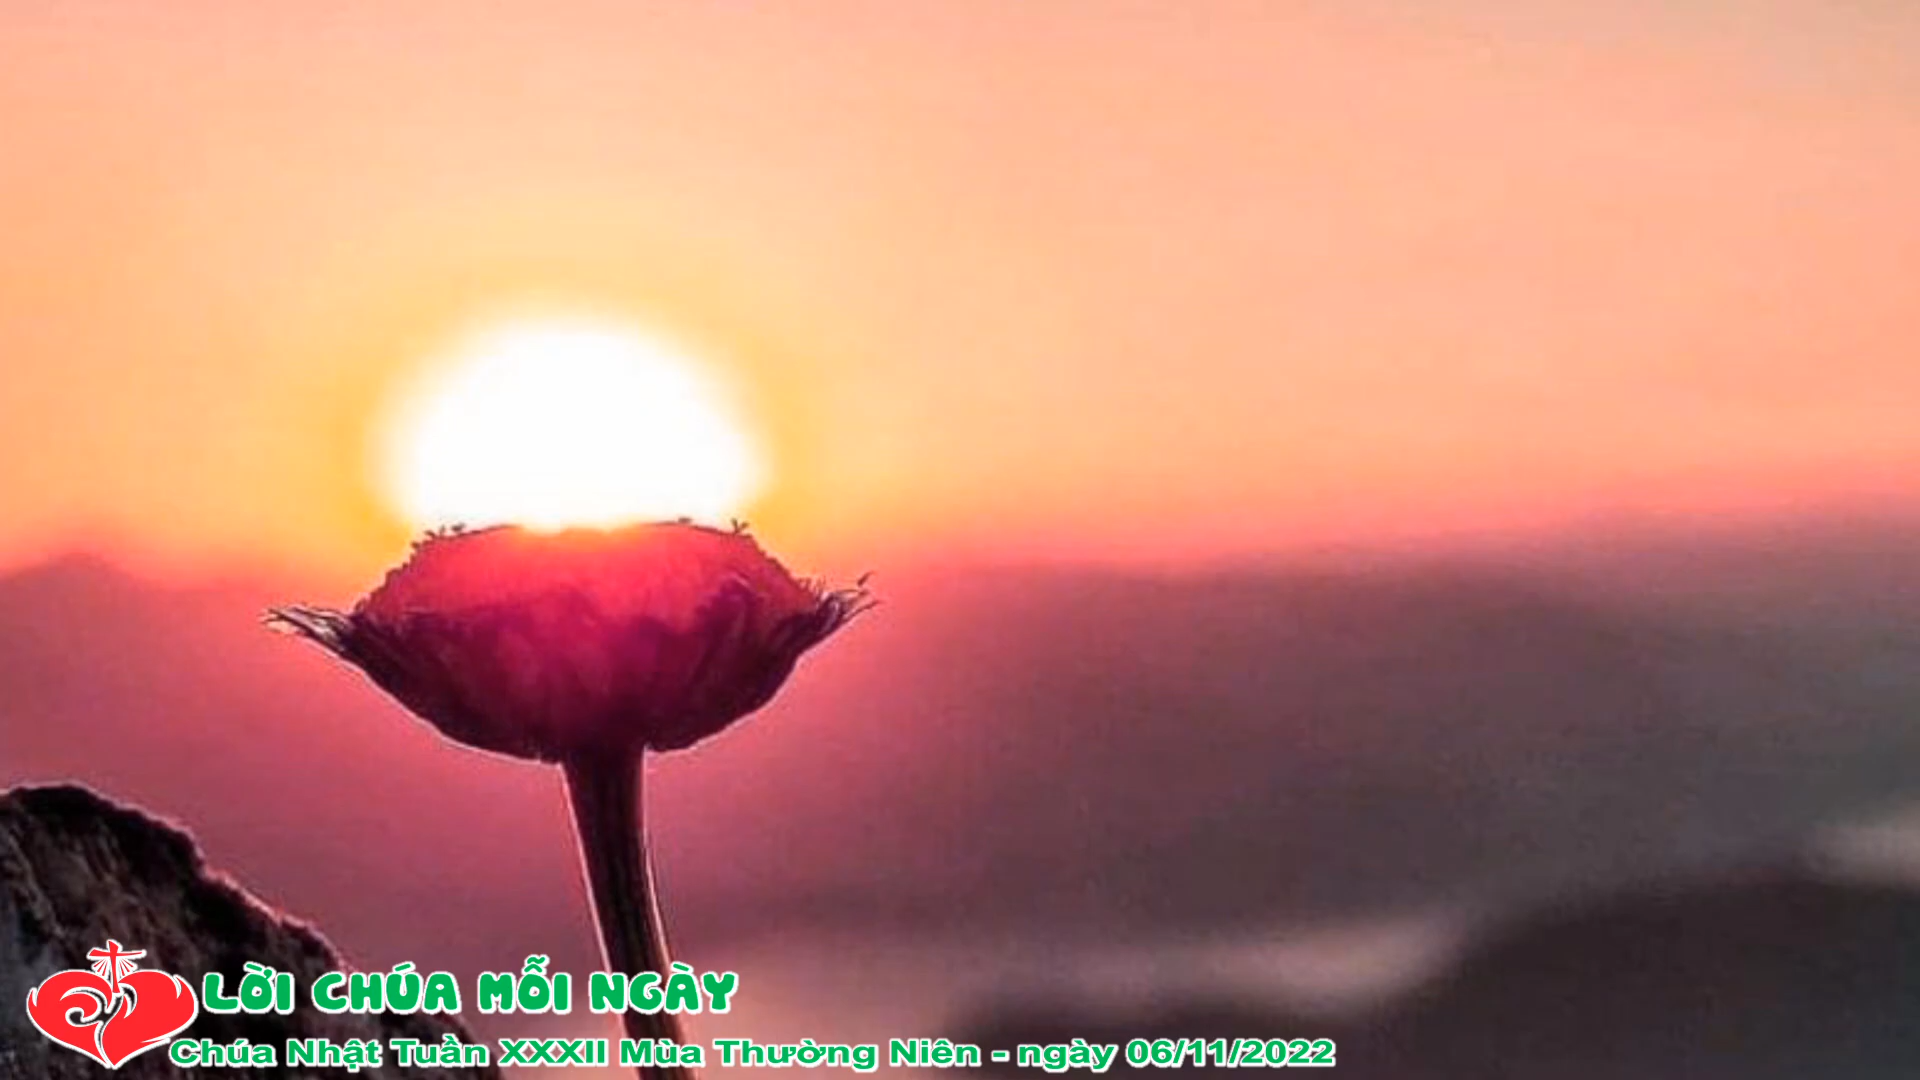 LỜI CHÚA MỖI NGÀY
Chúa Nhật Tuần XXXII Mùa Thường Niên - ngày 06/11/2022